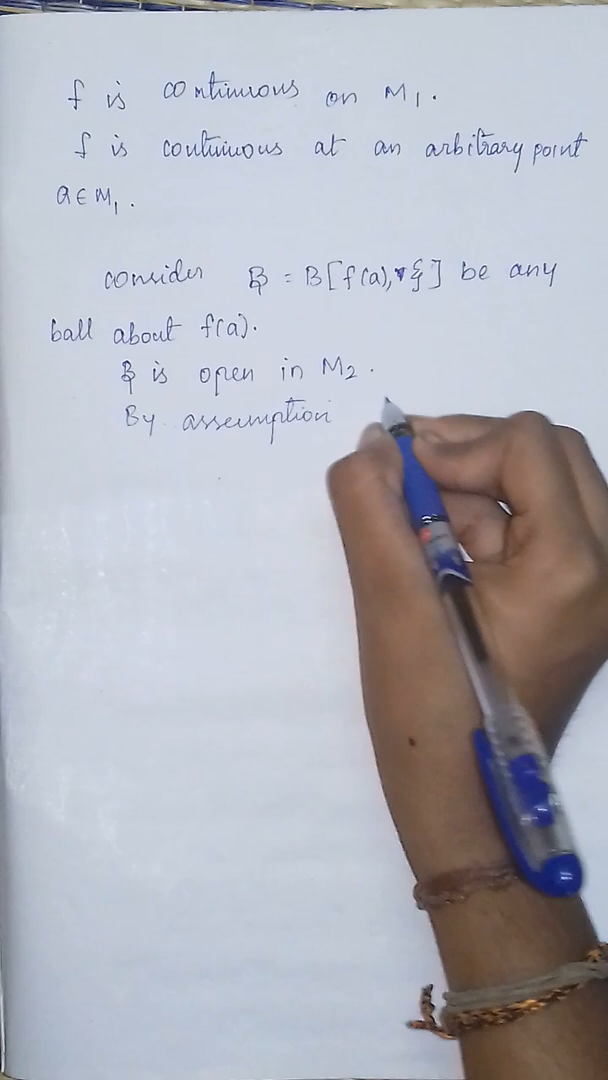 f is continuous on M₁.
f is continuous at an arbitrary point
a ∈ M₁.
consider B = B[f(a), ξ] be any
ball about f(a).
B is open in M₂.
By assumption